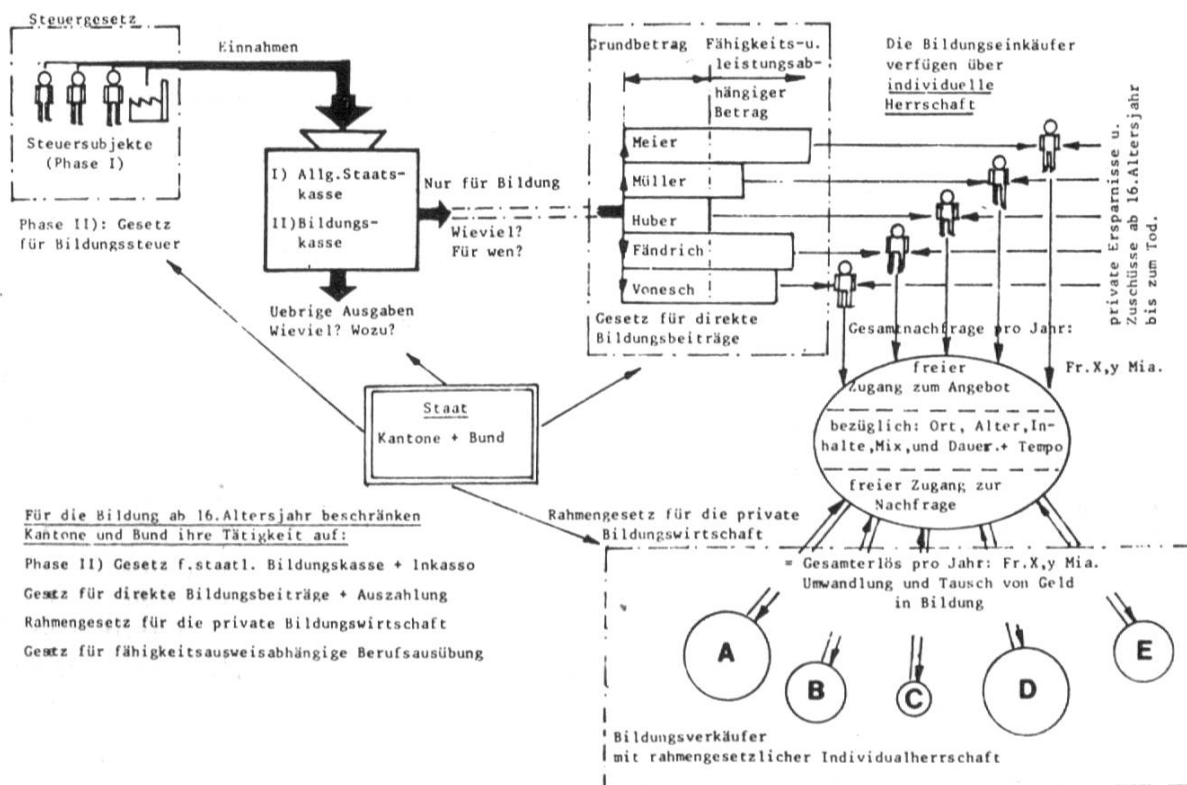 Steuergesetz
Einnahmen
Steuersubjekte
(Phase I)
Phase II): Gesetz
für Bildungssteuer
I) Allg.Staats-
kasse
II)Bildungs-
kasse
Nur für Bildung
Wieviel?
Für wen?
Uebrige Ausgaben
Wieviel? Wozu?
Grundbetrag
Fähigkeits-u.
leistungsab-
hängiger
Betrag
Meier
Müller
Huber
Fändrich
Vonesch
Gesetz für direkte
Bildungsbeiträge
Die Bildungseinkäufer
verfügen über
individuelle
Herrschaft
private Ersparnisse u.
Zuschüsse ab 16.Altersjahr
bis zum Tod.
Gesamtnachfrage pro Jahr:
Fr.X,y Mia.
freier
Zugang zum Angebot
bezüglich: Ort, Alter,In-
halte,Mix,und Dauer.+ Tempo
freier Zugang zur
Nachfrage
Staat
Kantone + Bund
Rahmengesetz für die private
Bildungswirtschaft
Für die Bildung ab 16.Altersjahr beschränken
Kantone und Bund ihre Tätigkeit auf:
Phase II) Gesetz f.staatl. Bildungskasse + Inkasso
Gesetz für direkte Bildungsbeiträge + Auszahlung
Rahmengesetz für die private Bildungswirtschaft
Gesetz für fähigkeitsausweisabhängige Berufsausübung
= Gesamterlös pro Jahr: Fr.X,y Mia.
Umwandlung und Tausch von Geld
in Bildung
A
B
C
D
E
Bildungsverkäufer
mit rahmengesetzlicher Individualherrschaft